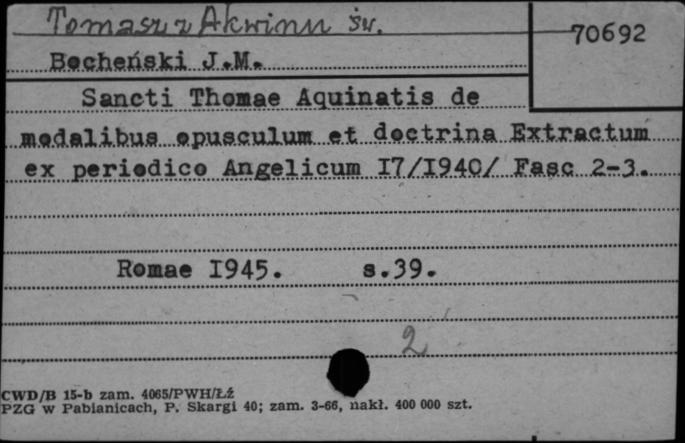 Tomasz z Akwinu św.
70692
Bocheński J.M.
Sancti Thomae Aquinatis de
modalibus opusculum et doctrina Extractum
ex periodico Angelicum I7/I940/ Fasc 2-3.
Romae I945. s.39.
2
CWD/B 15-b zam. 4065/PWH/Łź
PZG w Pabianicach, P. Skargi 40; zam. 3-66, nakł. 400 000 szt.